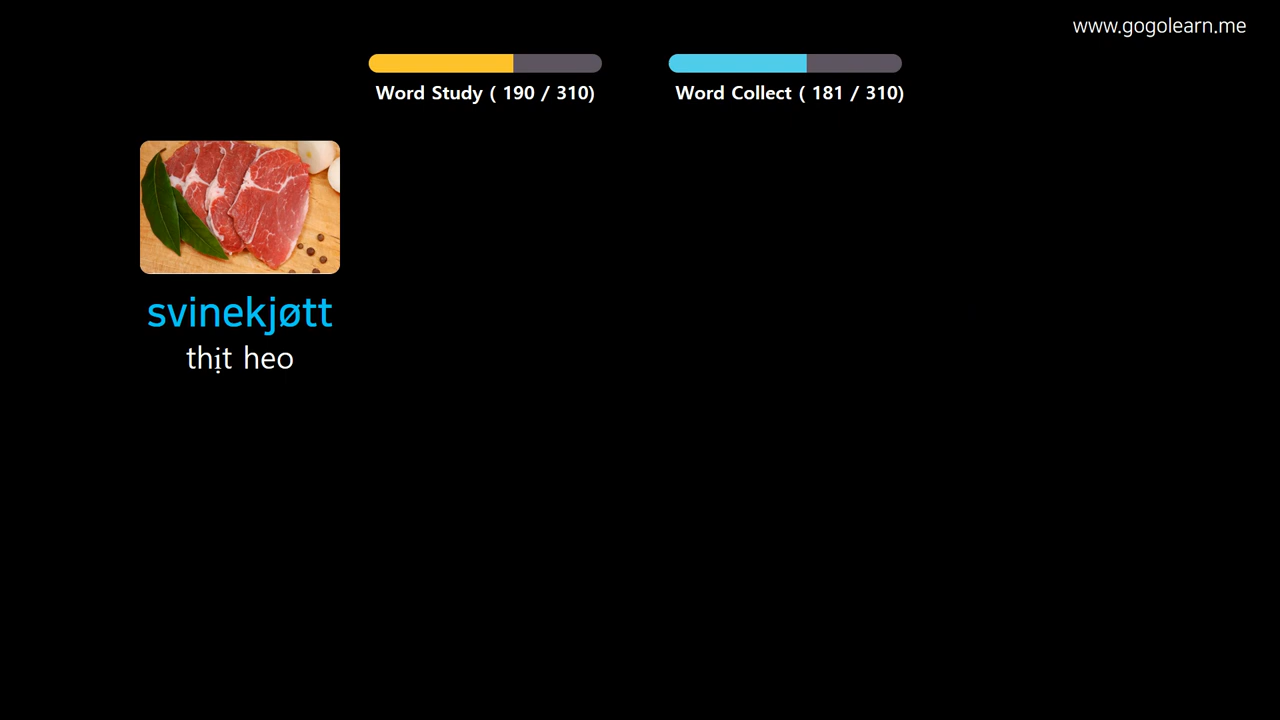 www.gogolearn.me
Word Study ( 190 / 310)
Word Collect ( 181 / 310)
svinekjøtt
thịt heo